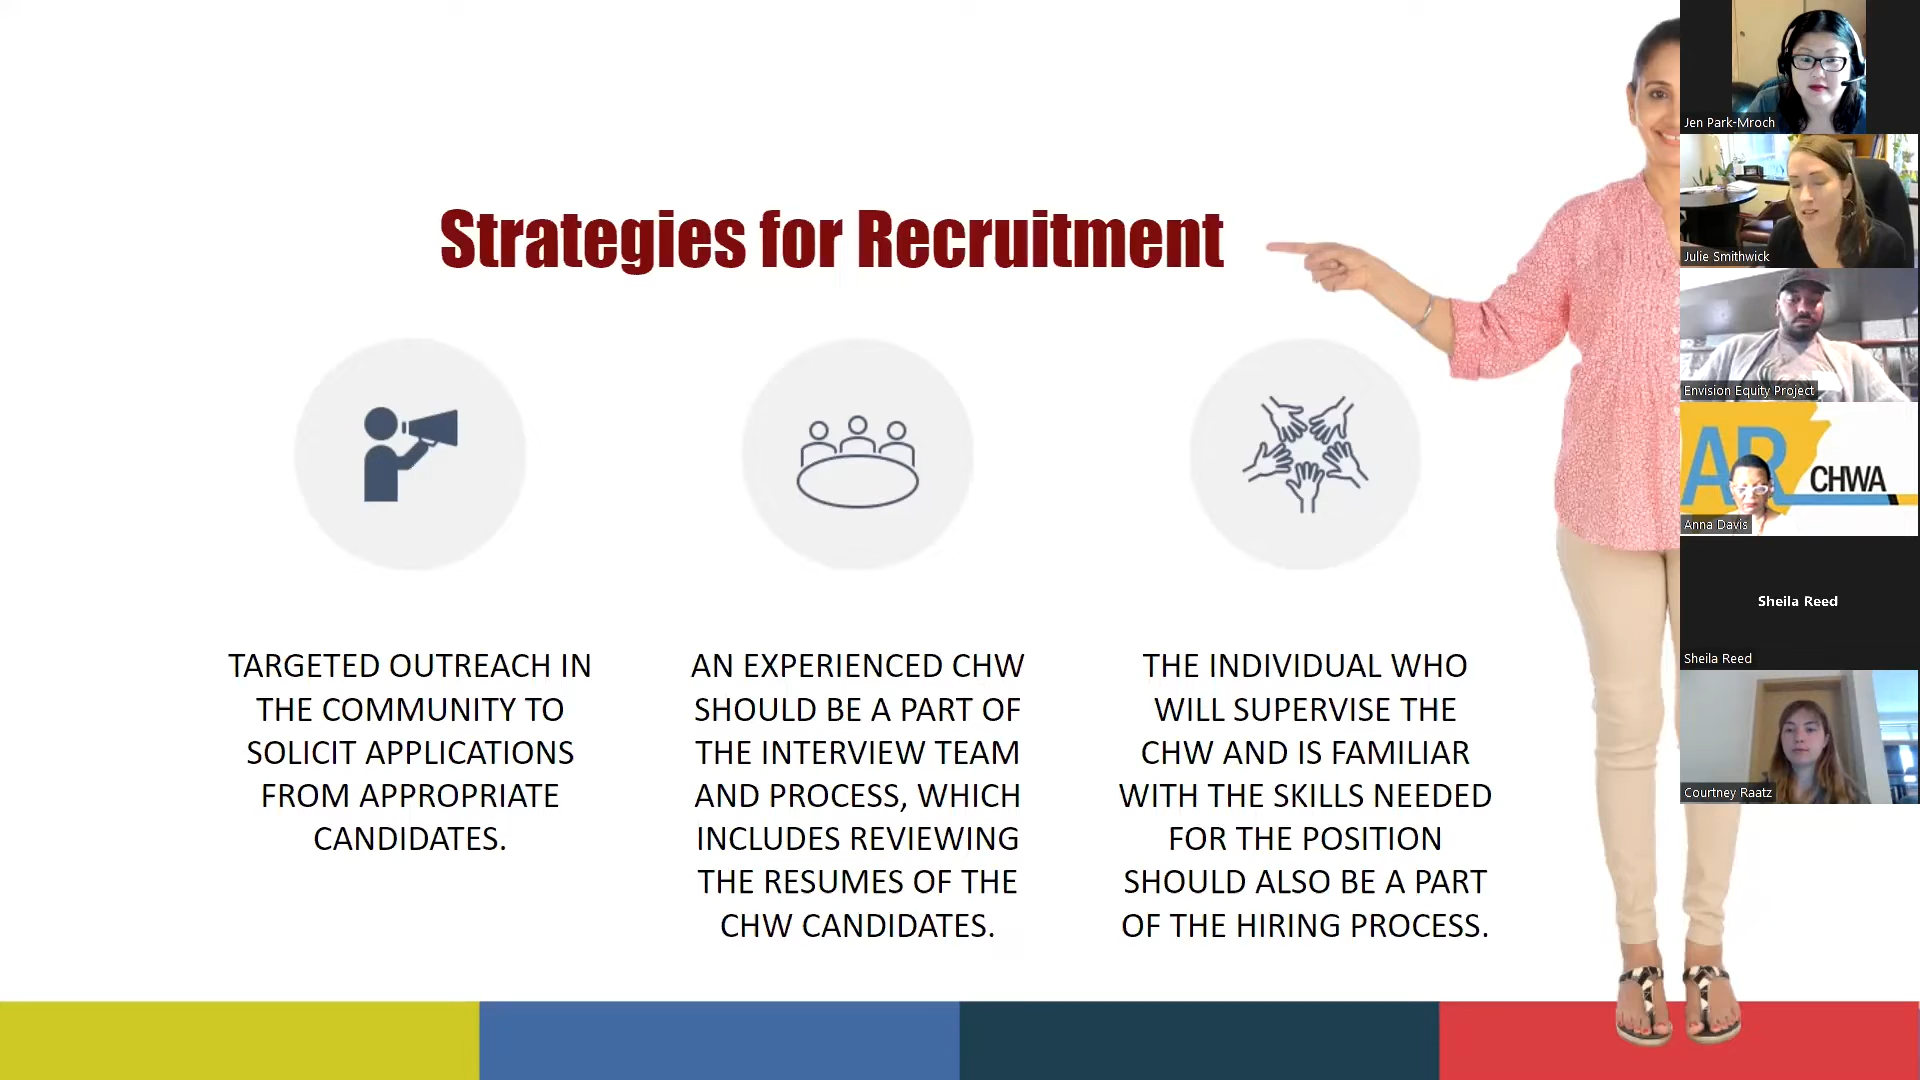 Strategies for Recruitment
TARGETED OUTREACH IN
THE COMMUNITY TO
SOLICIT APPLICATIONS
FROM APPROPRIATE
CANDIDATES.
AN EXPERIENCED CHW
SHOULD BE A PART OF
THE INTERVIEW TEAM
AND PROCESS, WHICH
INCLUDES REVIEWING
THE RESUMES OF THE
CHW CANDIDATES.
THE INDIVIDUAL WHO
WILL SUPERVISE THE
CHW AND IS FAMILIAR
WITH THE SKILLS NEEDED
FOR THE POSITION
SHOULD ALSO BE A PART
OF THE HIRING PROCESS.
Jen Park-Mroch
Julie Smithwick
Envision Equity Project
AR CHWA
Anna Davis
Sheila Reed
Sheila Reed
Courtney Raatz